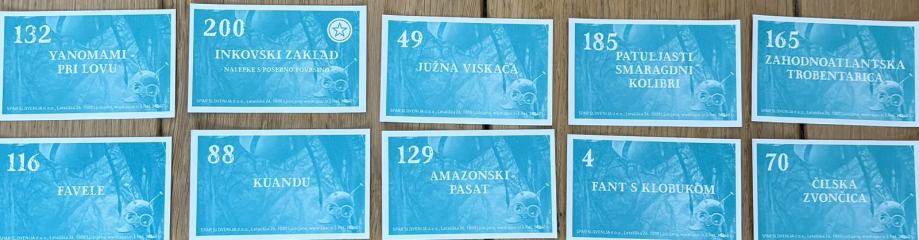 132
YANOMAMI
PRI LOVU
200
INKOVSKI ZAKLAD
- NALEPKE S POSEBNO POVRŠINO -
49
JUŽNA VISKAČA
185
PATULJASTI
SMARAGDNI
KOLIBRI
165
ZAHODNOATLANTSKA
TROBENTARICA
116
FAVELE
88
KUANDU
129
AMAZONSKI
PASAT
4
FANT S KLOBUKOM
70
ČILSKA
ZVONČICA